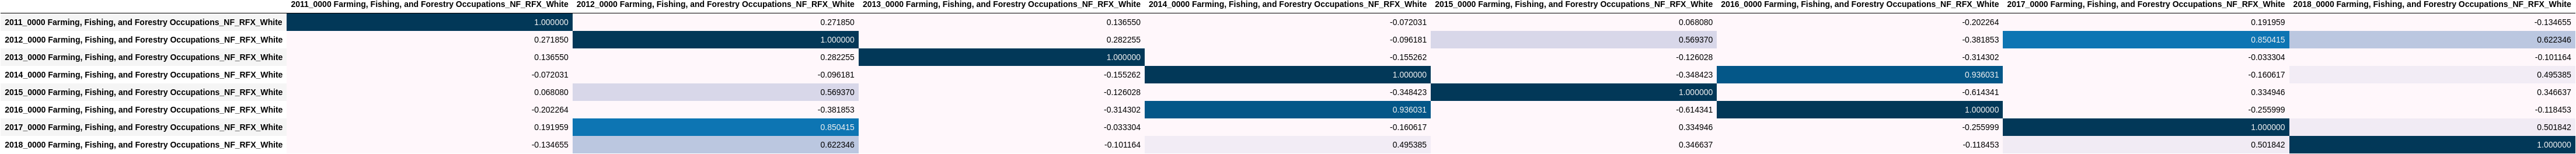 2011_0000 Farming, Fishing, and Forestry Occupations_NF_RFX_White 2012_0000 Farming, Fishing, and Forestry Occupations_NF_RFX_White 2013_0000 Farming, Fishing, and Forestry Occupations_NF_RFX_White 2014_0000 Farming, Fishing, and Forestry Occupations_NF_RFX_White 2015_0000 Farming, Fishing, and Forestry Occupations_NF_RFX_White 2016_0000 Farming, Fishing, and Forestry Occupations_NF_RFX_White 2017_0000 Farming, Fishing, and Forestry Occupations_NF_RFX_White 2018_0000 Farming, Fishing, and Forestry Occupations_NF_RFX_White
2011_0000 Farming, Fishing, and Forestry Occupations_NF_RFX_White 1.000000 0.271850 0.136550 -0.072031 0.068080 -0.202264 0.191959 -0.134655
2012_0000 Farming, Fishing, and Forestry Occupations_NF_RFX_White 0.271850 1.000000 0.282255 -0.096181 0.569370 -0.381853 0.850415 0.622346
2013_0000 Farming, Fishing, and Forestry Occupations_NF_RFX_White 0.136550 0.282255 1.000000 -0.155262 -0.126028 -0.314302 -0.033304 -0.101164
2014_0000 Farming, Fishing, and Forestry Occupations_NF_RFX_White -0.072031 -0.096181 -0.155262 1.000000 -0.348423 0.936031 -0.160617 0.495385
2015_0000 Farming, Fishing, and Forestry Occupations_NF_RFX_White 0.068080 0.569370 -0.126028 -0.348423 1.000000 -0.614341 0.334946 0.346637
2016_0000 Farming, Fishing, and Forestry Occupations_NF_RFX_White -0.202264 -0.381853 -0.314302 0.936031 -0.614341 1.000000 -0.255999 -0.118453
2017_0000 Farming, Fishing, and Forestry Occupations_NF_RFX_White 0.191959 0.850415 -0.033304 -0.160617 0.334946 -0.255999 1.000000 0.501842
2018_0000 Farming, Fishing, and Forestry Occupations_NF_RFX_White -0.134655 0.622346 -0.101164 0.495385 0.346637 -0.118453 0.501842 1.000000